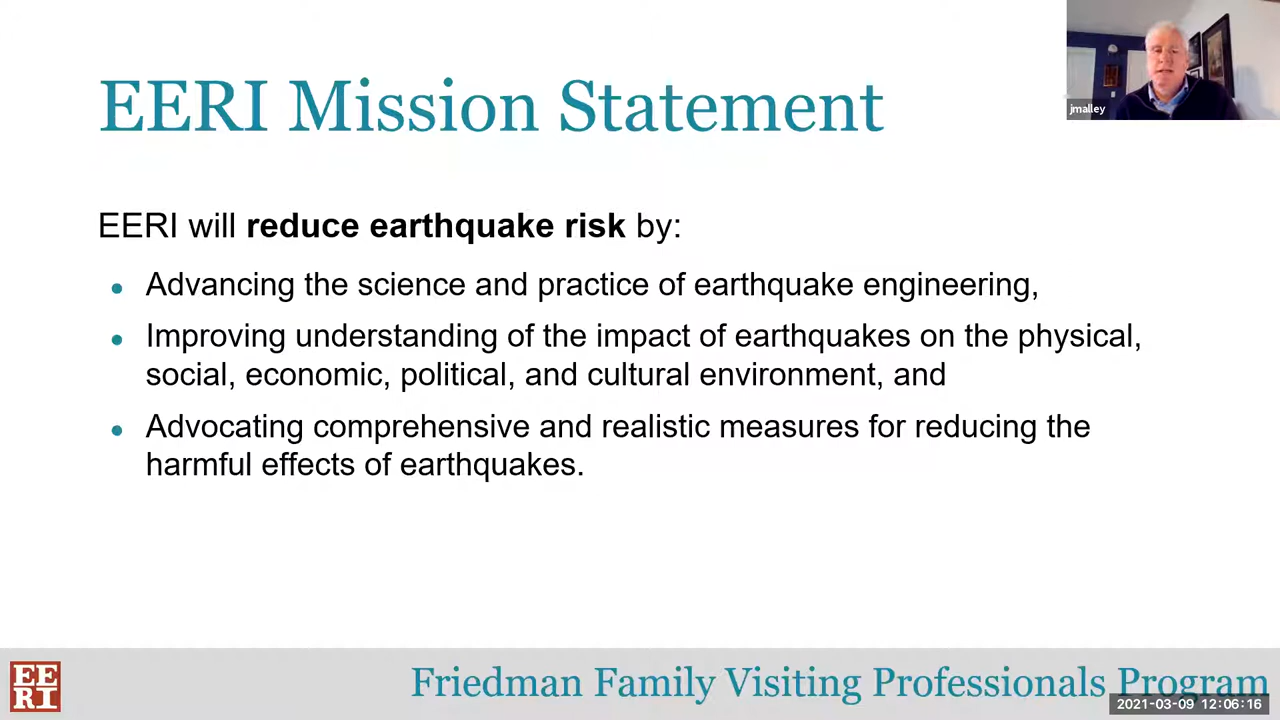 EERI Mission Statement
jmalley
EERI will reduce earthquake risk by:
• Advancing the science and practice of earthquake engineering,
• Improving understanding of the impact of earthquakes on the physical,
social, economic, political, and cultural environment, and
• Advocating comprehensive and realistic measures for reducing the
harmful effects of earthquakes.
EE
RI
Friedman Family Visiting Professionals Program
2021-03-09 12:06:16